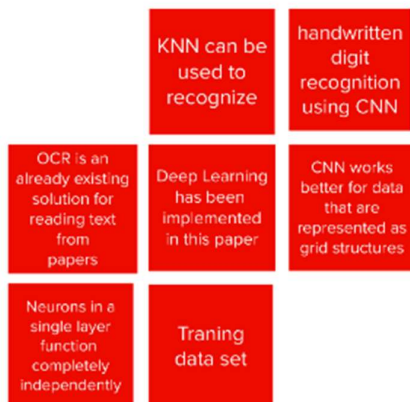 KNN can be
used to
recognize
handwritten
digit
recognition
using CNN
OCR is an
already existing
solution for
reading text
from
papers
Deep Learning
has been
implemented
in this paper
CNN works
better for data
that are
represented as
grid structures
Neurons in a
single layer
function
completely
independently
Traning
data set